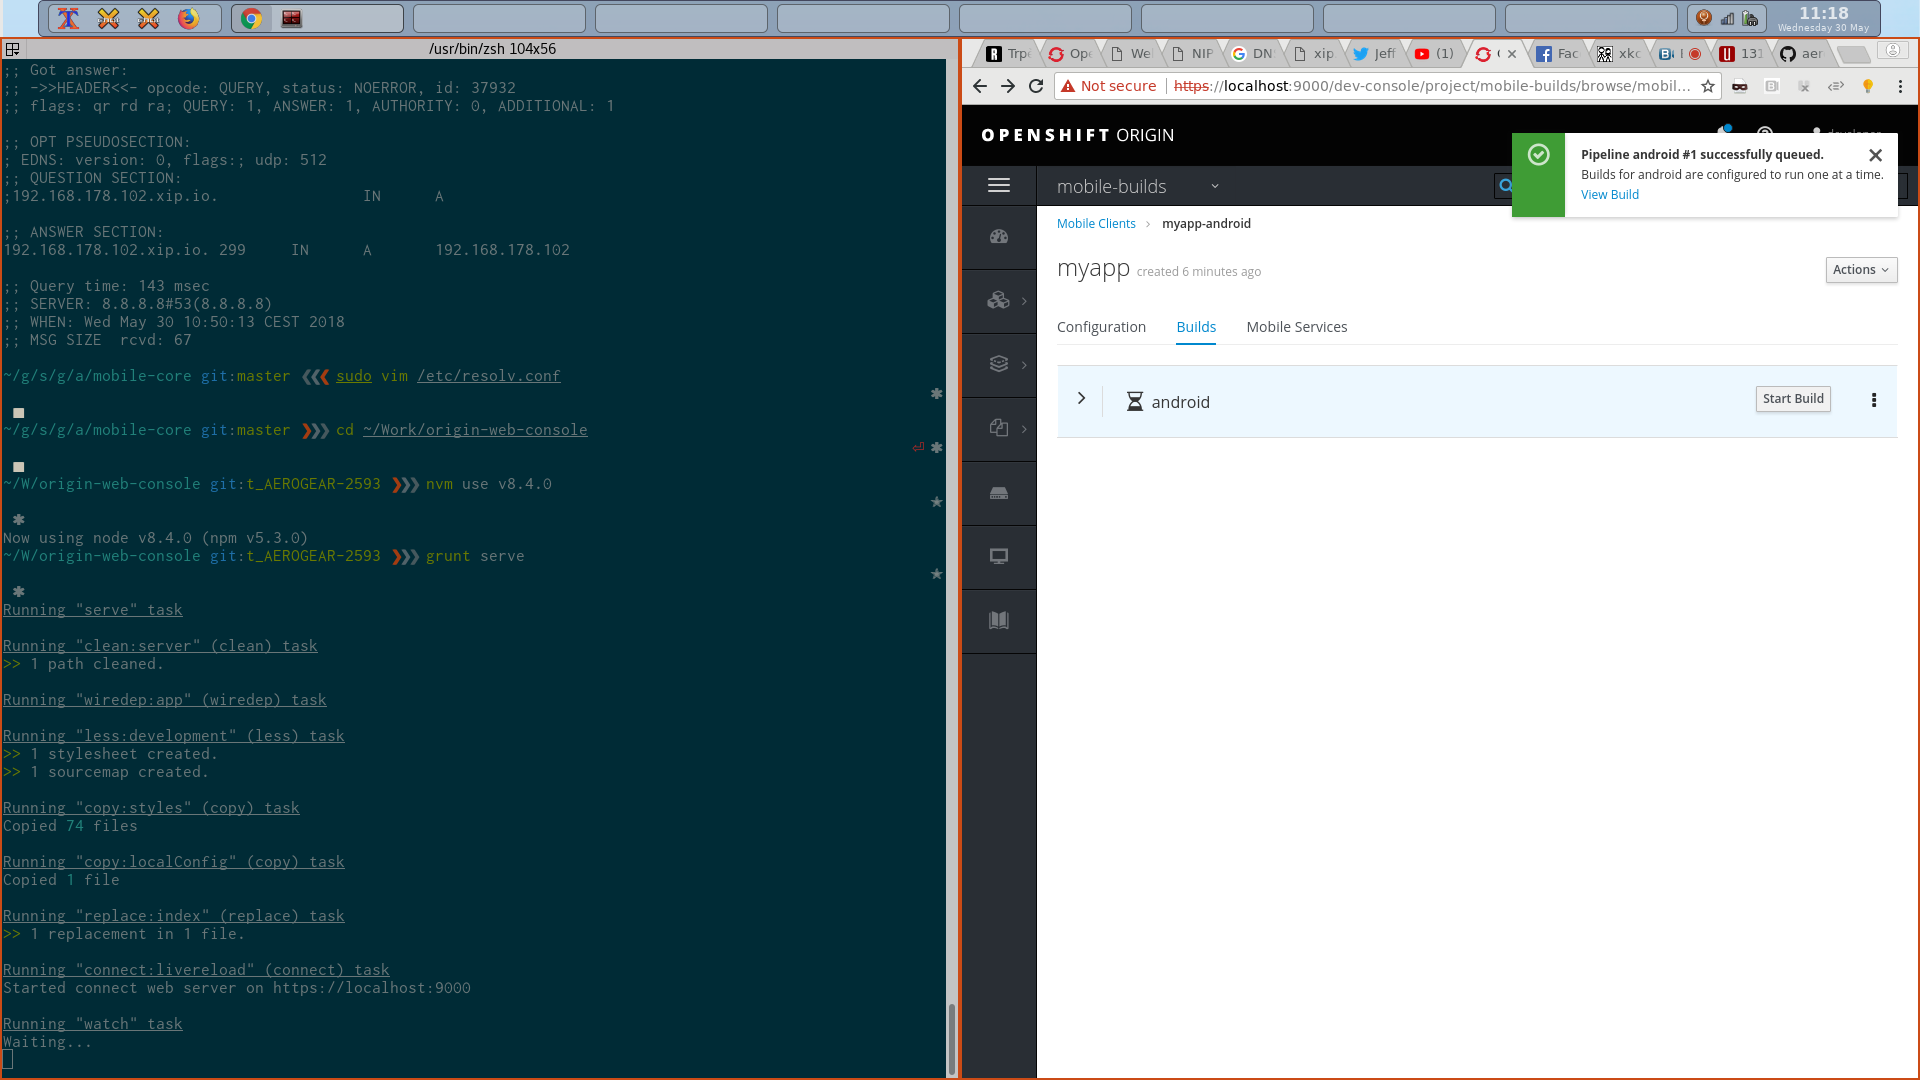 11:18
Wednesday 30 May
/usr/bin/zsh 104x56
;; Got answer:
;; ->>HEADER<<- opcode: QUERY, status: NOERROR, id: 37932
;; flags: qr rd ra; QUERY: 1, ANSWER: 1, AUTHORITY: 0, ADDITIONAL: 1
;; OPT PSEUDOSECTION:
; EDNS: version: 0, flags:; udp: 512
;; QUESTION SECTION:
;192.168.178.102.xip.io. IN A
;; ANSWER SECTION:
192.168.178.102.xip.io. 299 IN A 192.168.178.102
;; Query time: 143 msec
;; SERVER: 8.8.8.8#53(8.8.8.8)
;; WHEN: Wed May 30 10:50:13 CEST 2018
;; MSG SIZE rcvd: 67
~/g/s/g/a/mobile-core git:master ❮❮❮ sudo vim /etc/resolv.conf
~/g/s/g/a/mobile-core git:master ❯❯❯ cd ~/Work/origin-web-console
~/W/origin-web-console git:t_AEROGEAR-2593 ❯❯❯ nvm use v8.4.0
Now using node v8.4.0 (npm v5.3.0)
~/W/origin-web-console git:t_AEROGEAR-2593 ❯❯❯ grunt serve
Running "serve" task
Running "clean:server" (clean) task
>> 1 path cleaned.
Running "wiredep:app" (wiredep) task
Running "less:development" (less) task
>> 1 stylesheet created.
>> 1 sourcemap created.
Running "copy:styles" (copy) task
Copied 74 files
Running "copy:localConfig" (copy) task
Copied 1 file
Running "replace:index" (replace) task
>> 1 replacement in 1 file.
Running "connect:livereload" (connect) task
Started connect web server on https://localhost:9000
Running "watch" task
Waiting...
Trpe Ope We NIP DN xip Jeff (1) Fac xkc 131 aer
Not secure https://localhost:9000/dev-console/project/mobile-builds/browse/mobil...
OPENSHIFT ORIGIN
Pipeline android #1 successfully queued.
Builds for android are configured to run one at a time.
View Build
mobile-builds
Mobile Clients myapp-android
myapp created 6 minutes ago
Actions
Configuration Builds Mobile Services
android
Start Build